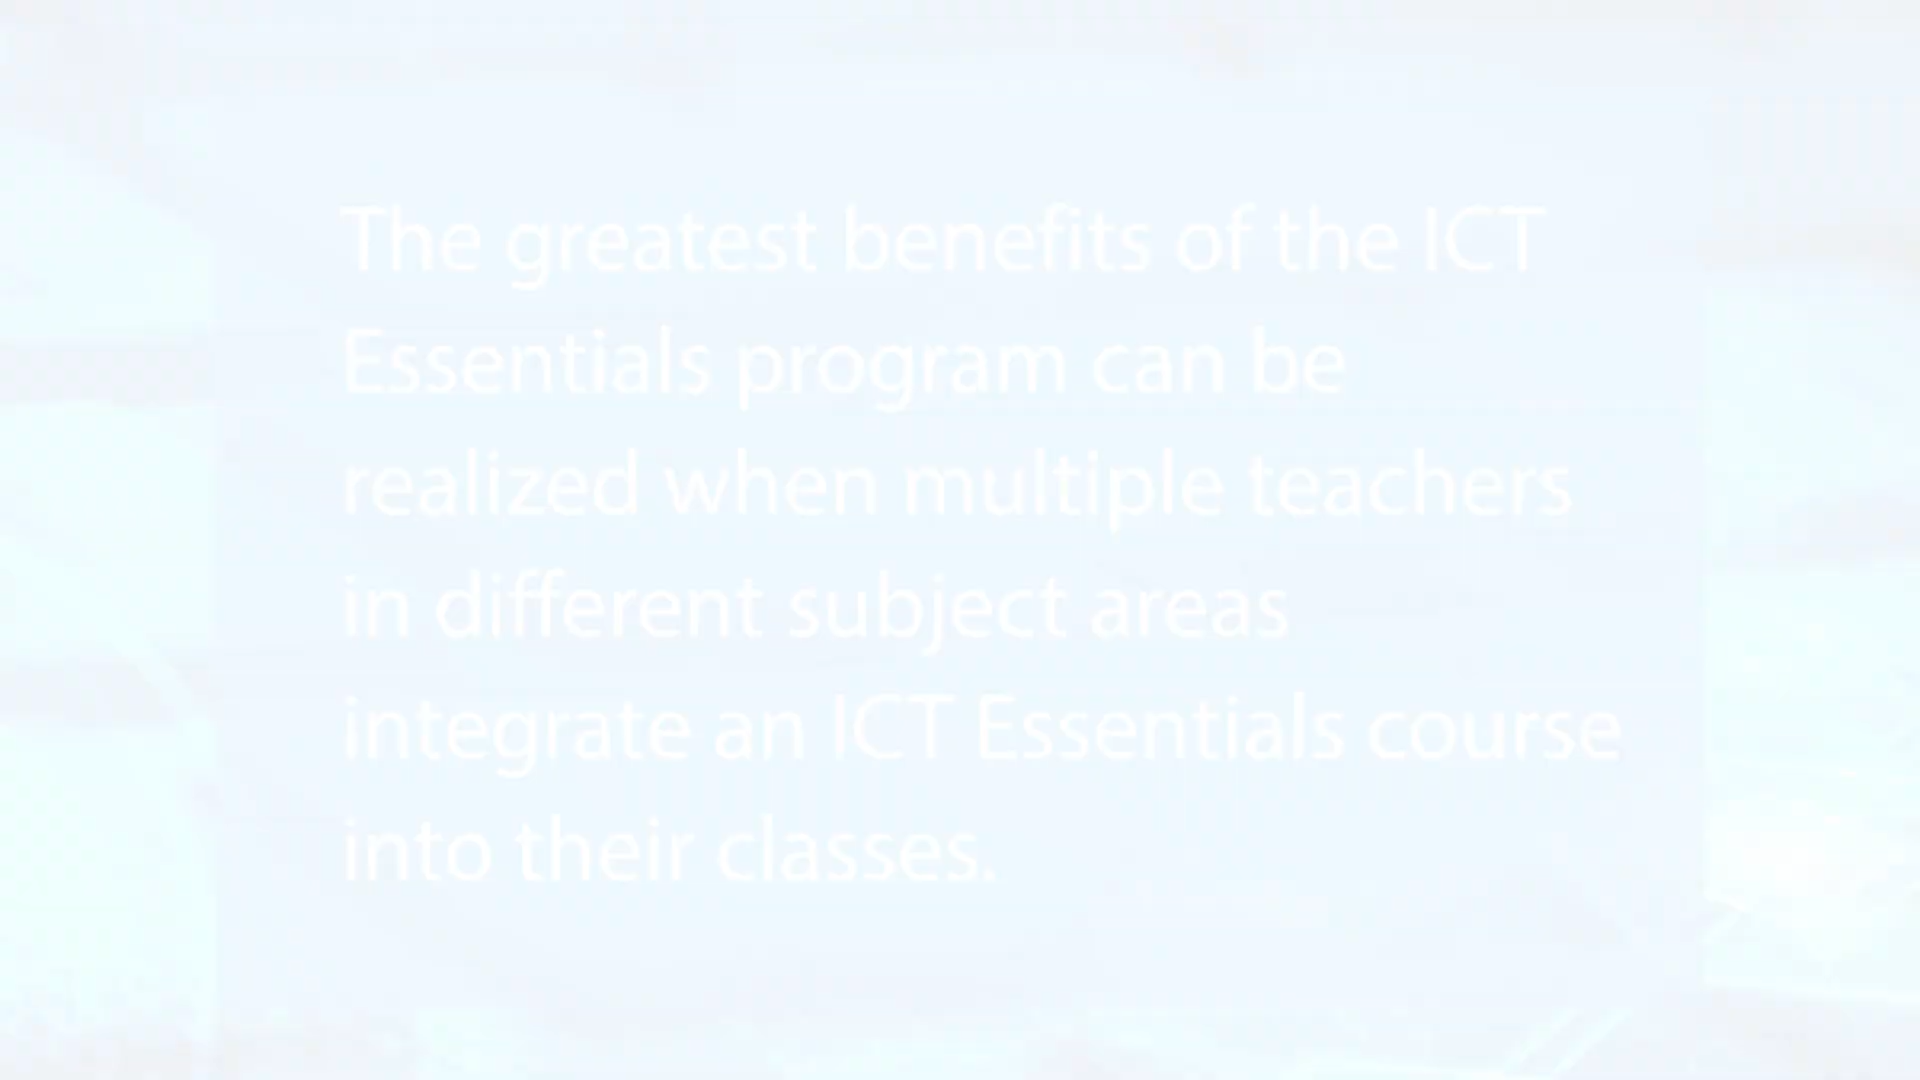 The greatest benefits of the ICT
Essentials program can be
realized when multiple teachers
in different subject areas
integrate an ICT Essentials course
into their classes.